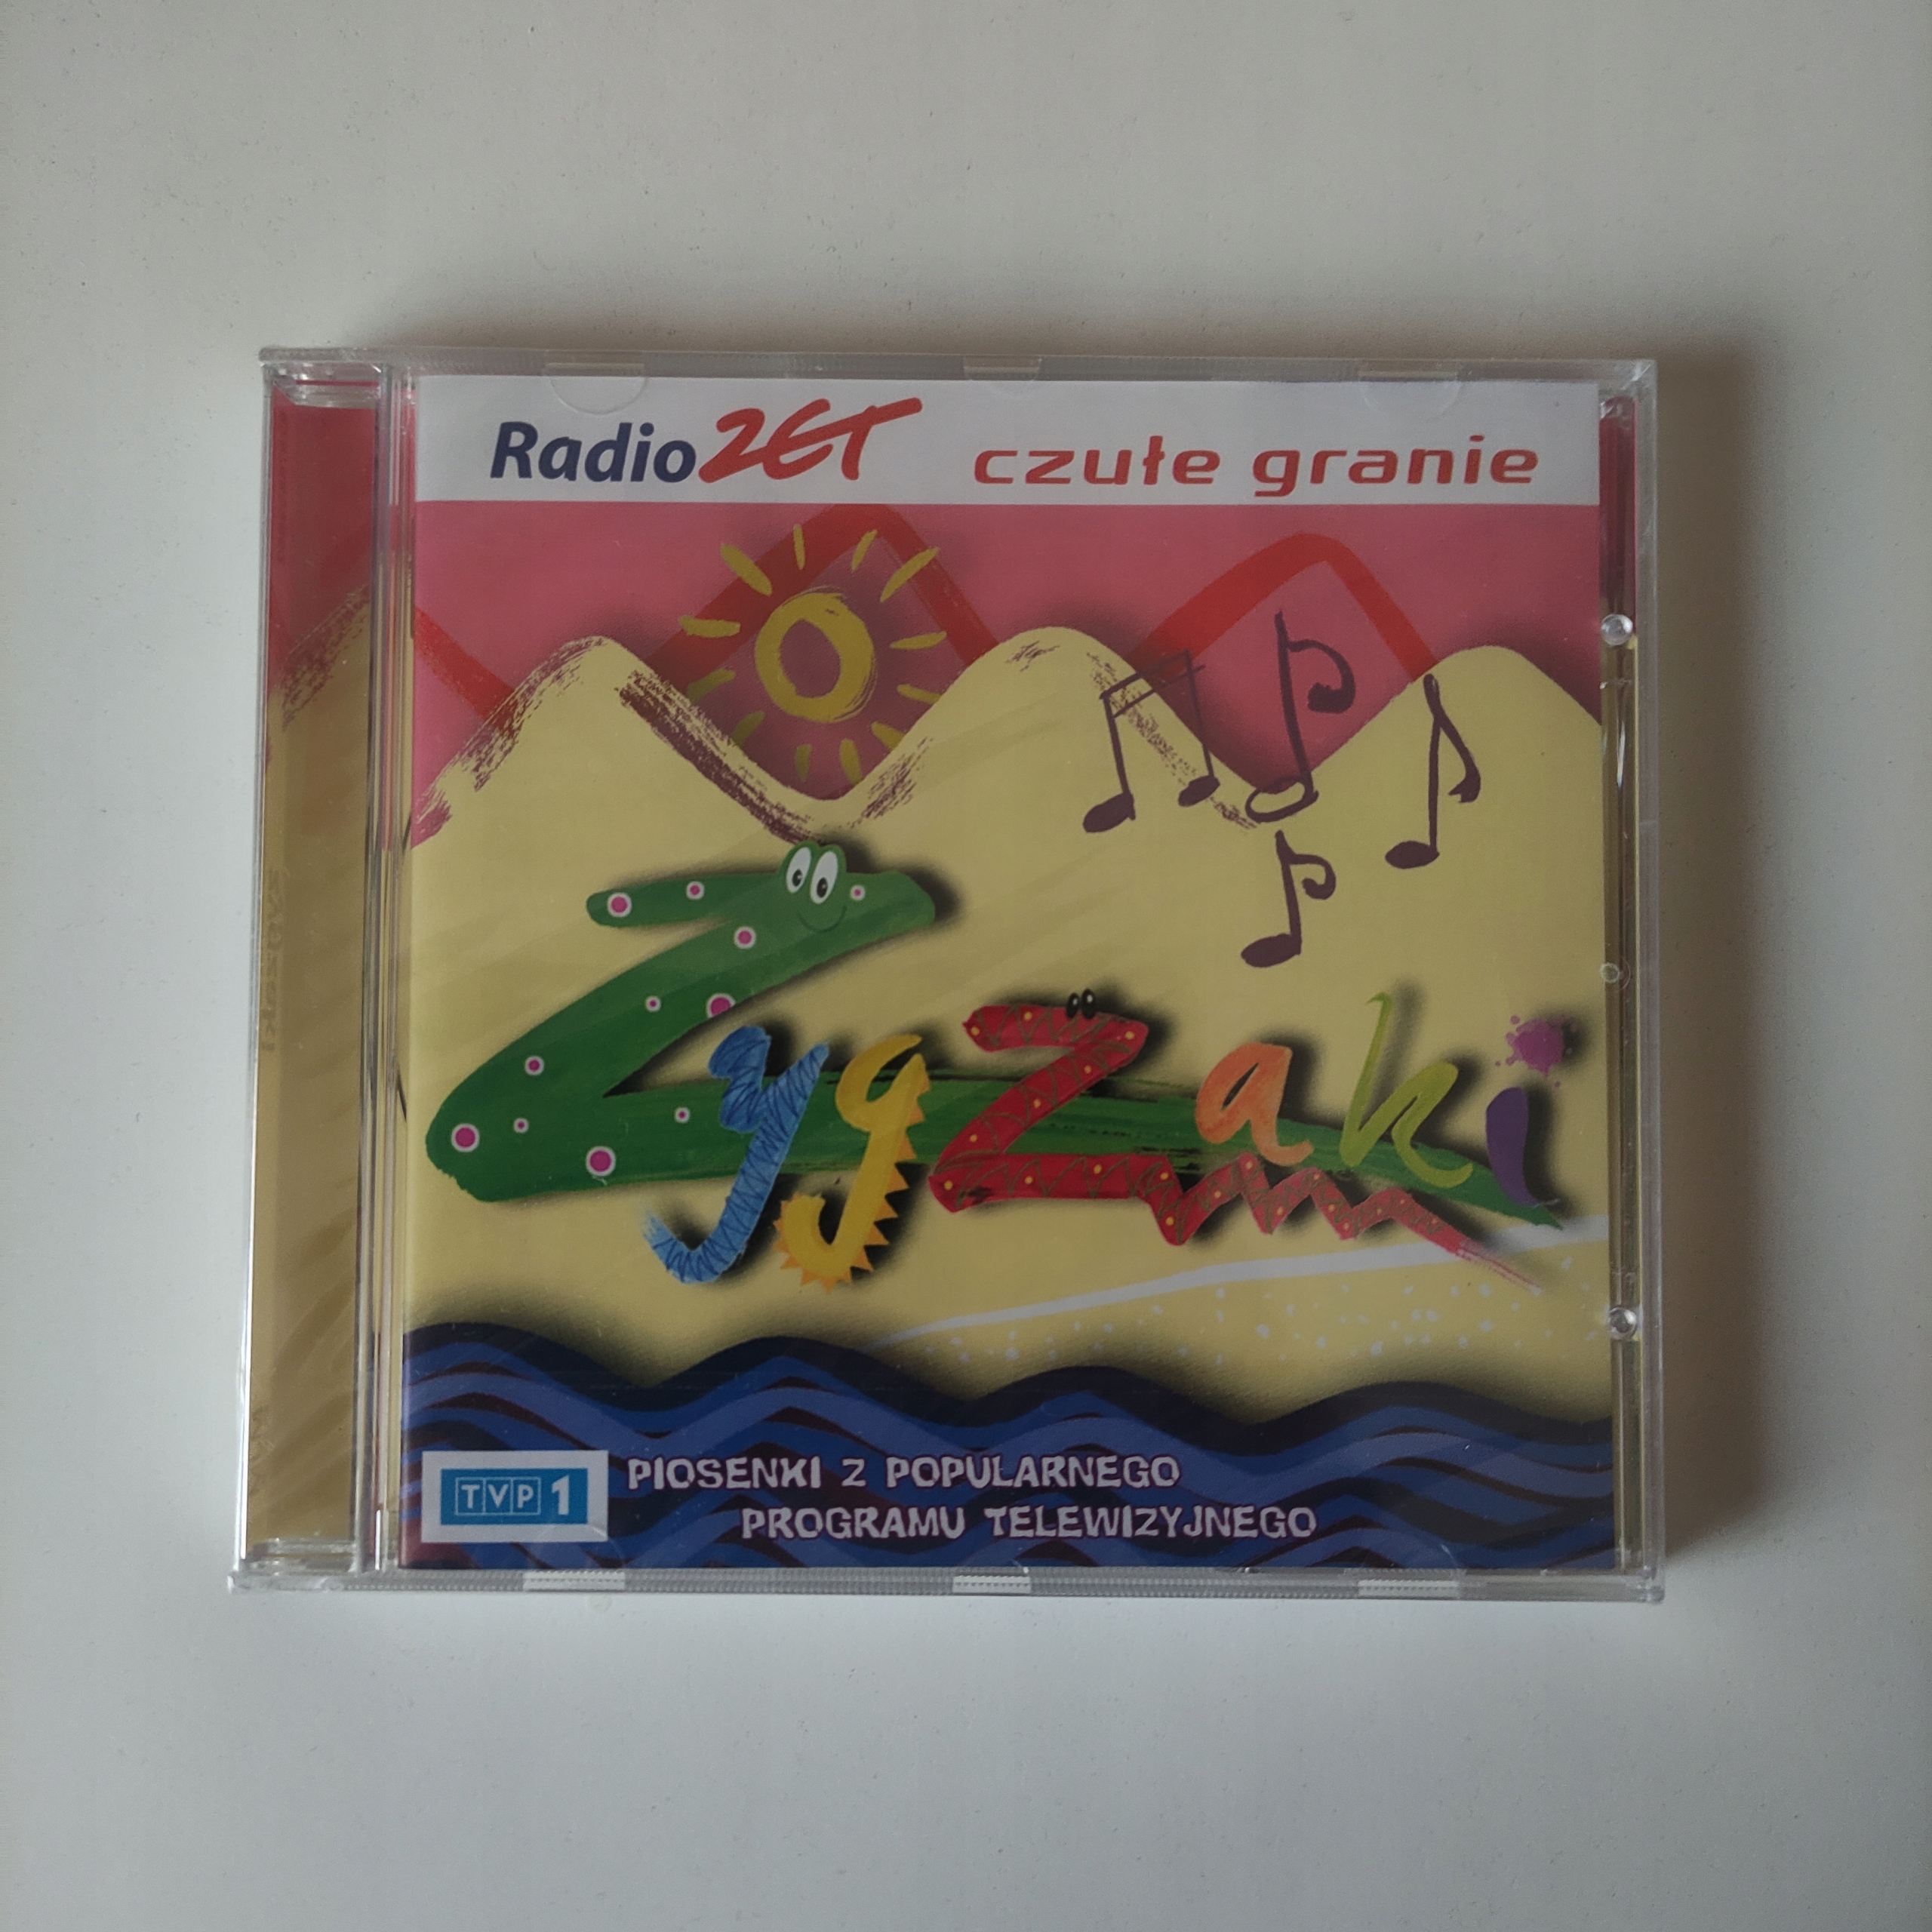 Radio ZET czułe granie
ZygZaki
TVP 1 PIOSENKI Z POPULARNEGO
PROGRAMU TELEWIZYJNEGO